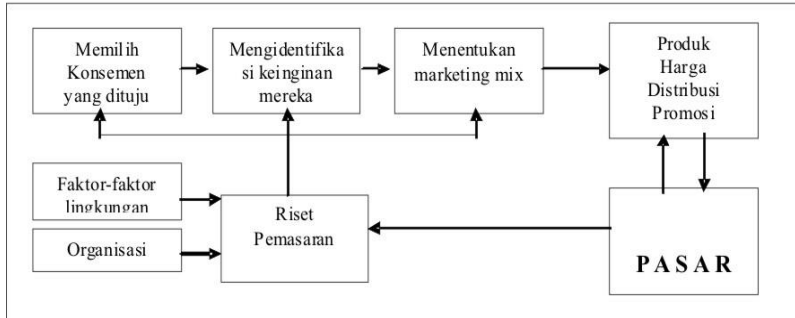 Memilih
Konsemen
yang dituju
Mengidentifika
si keinginan
mereka
Menentukan
marketing mix
Produk
Harga
Distribusi
Promosi
Faktor-faktor
lingkungan
Organisasi
Riset
Pemasaran
P A S A R